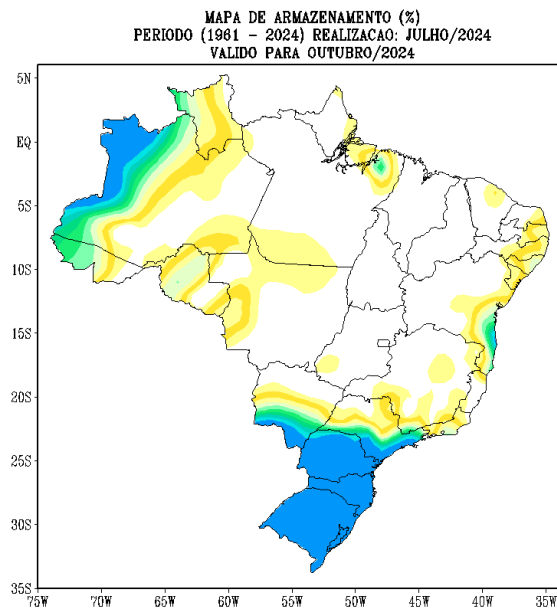 MAPA DE ARMAZENAMENTO (%)
PERIODO (1961 - 2024) REALIZACAO: JULHO/2024
VALIDO PARA OUTUBRO/2024
5N
EQ
5S
10S
15S
20S
25S
30S
35S
75W 70W 65W 60W 55W 50W 45W 40W 35W